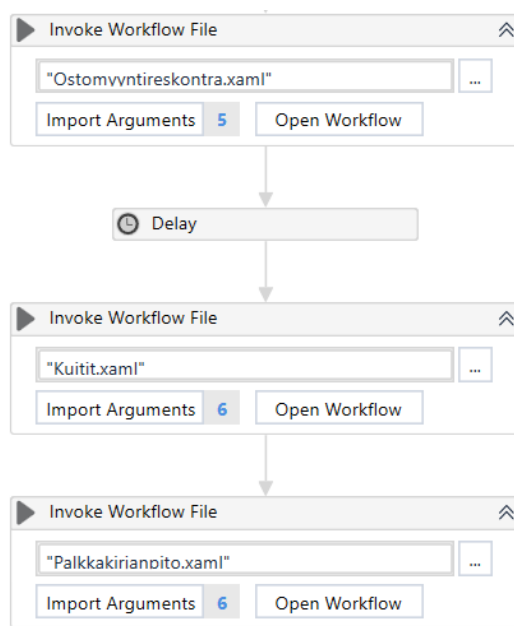 Invoke Workflow File
"Ostomyyntireskontra.xaml"
...
Import Arguments 5 Open Workflow
Delay
Invoke Workflow File
"Kuitit.xaml"
...
Import Arguments 6 Open Workflow
Invoke Workflow File
"Palkkakirjanpito.xaml"
...
Import Arguments 6 Open Workflow